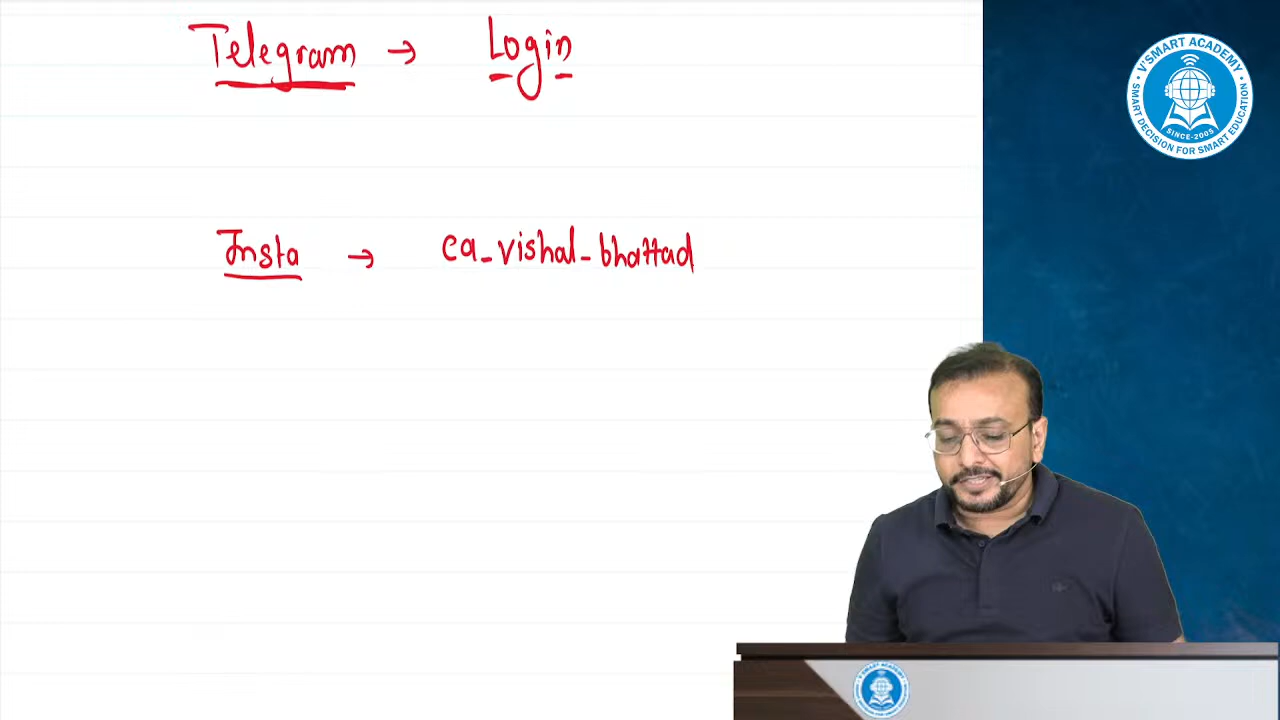 Telegram → Login
Insta → ca_vishal_bhattad
V'SMART ACADEMY
SINCE-2005
SMART DECISION FOR SMART EDUCATION